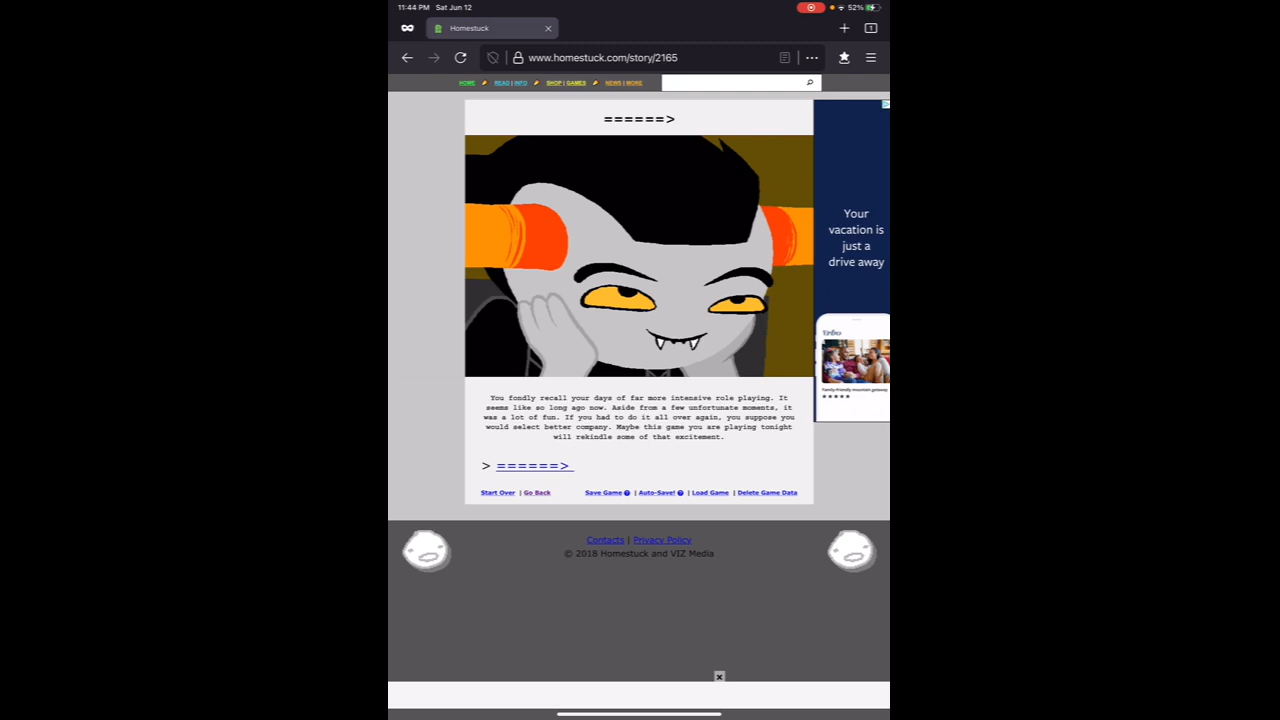 11:44 PM Sat Jun 12
52%
Homestuck
1
www.homestuck.com/story/2165
HOME READ | INFO SHOP | GAMES NEWS | MORE
======>
Your
vacation is
just a
drive away
Vrbo
Family-friendly mountain getaway
You fondly recall your days of far more intensive role playing. It
seems like so long ago now. Aside from a few unfortunate moments, it
was a lot of fun. If you had to do it all over again, you suppose you
would select better company. Maybe this game you are playing tonight
will rekindle some of that excitement.
> ======>
Start Over | Go Back Save Game ? | Auto-Save! ? | Load Game | Delete Game Data
Contacts | Privacy Policy
© 2018 Homestuck and VIZ Media